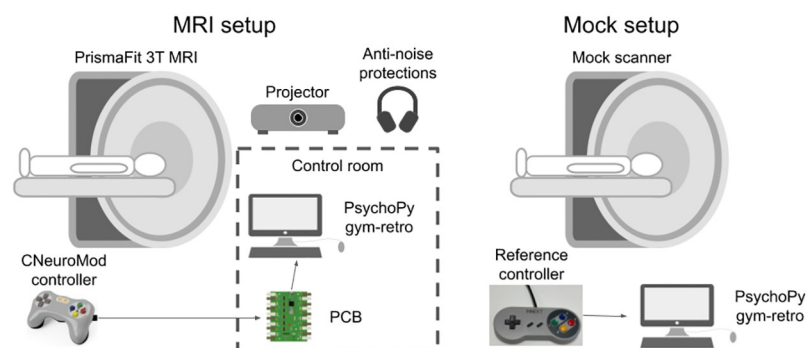 MRI setup
PrismaFit 3T MRI
Projector
Anti-noise
protections
Control room
PsychoPy
gym-retro
CNeuroMod
controller
PCB
Mock setup
Mock scanner
Reference
controller
PsychoPy
gym-retro